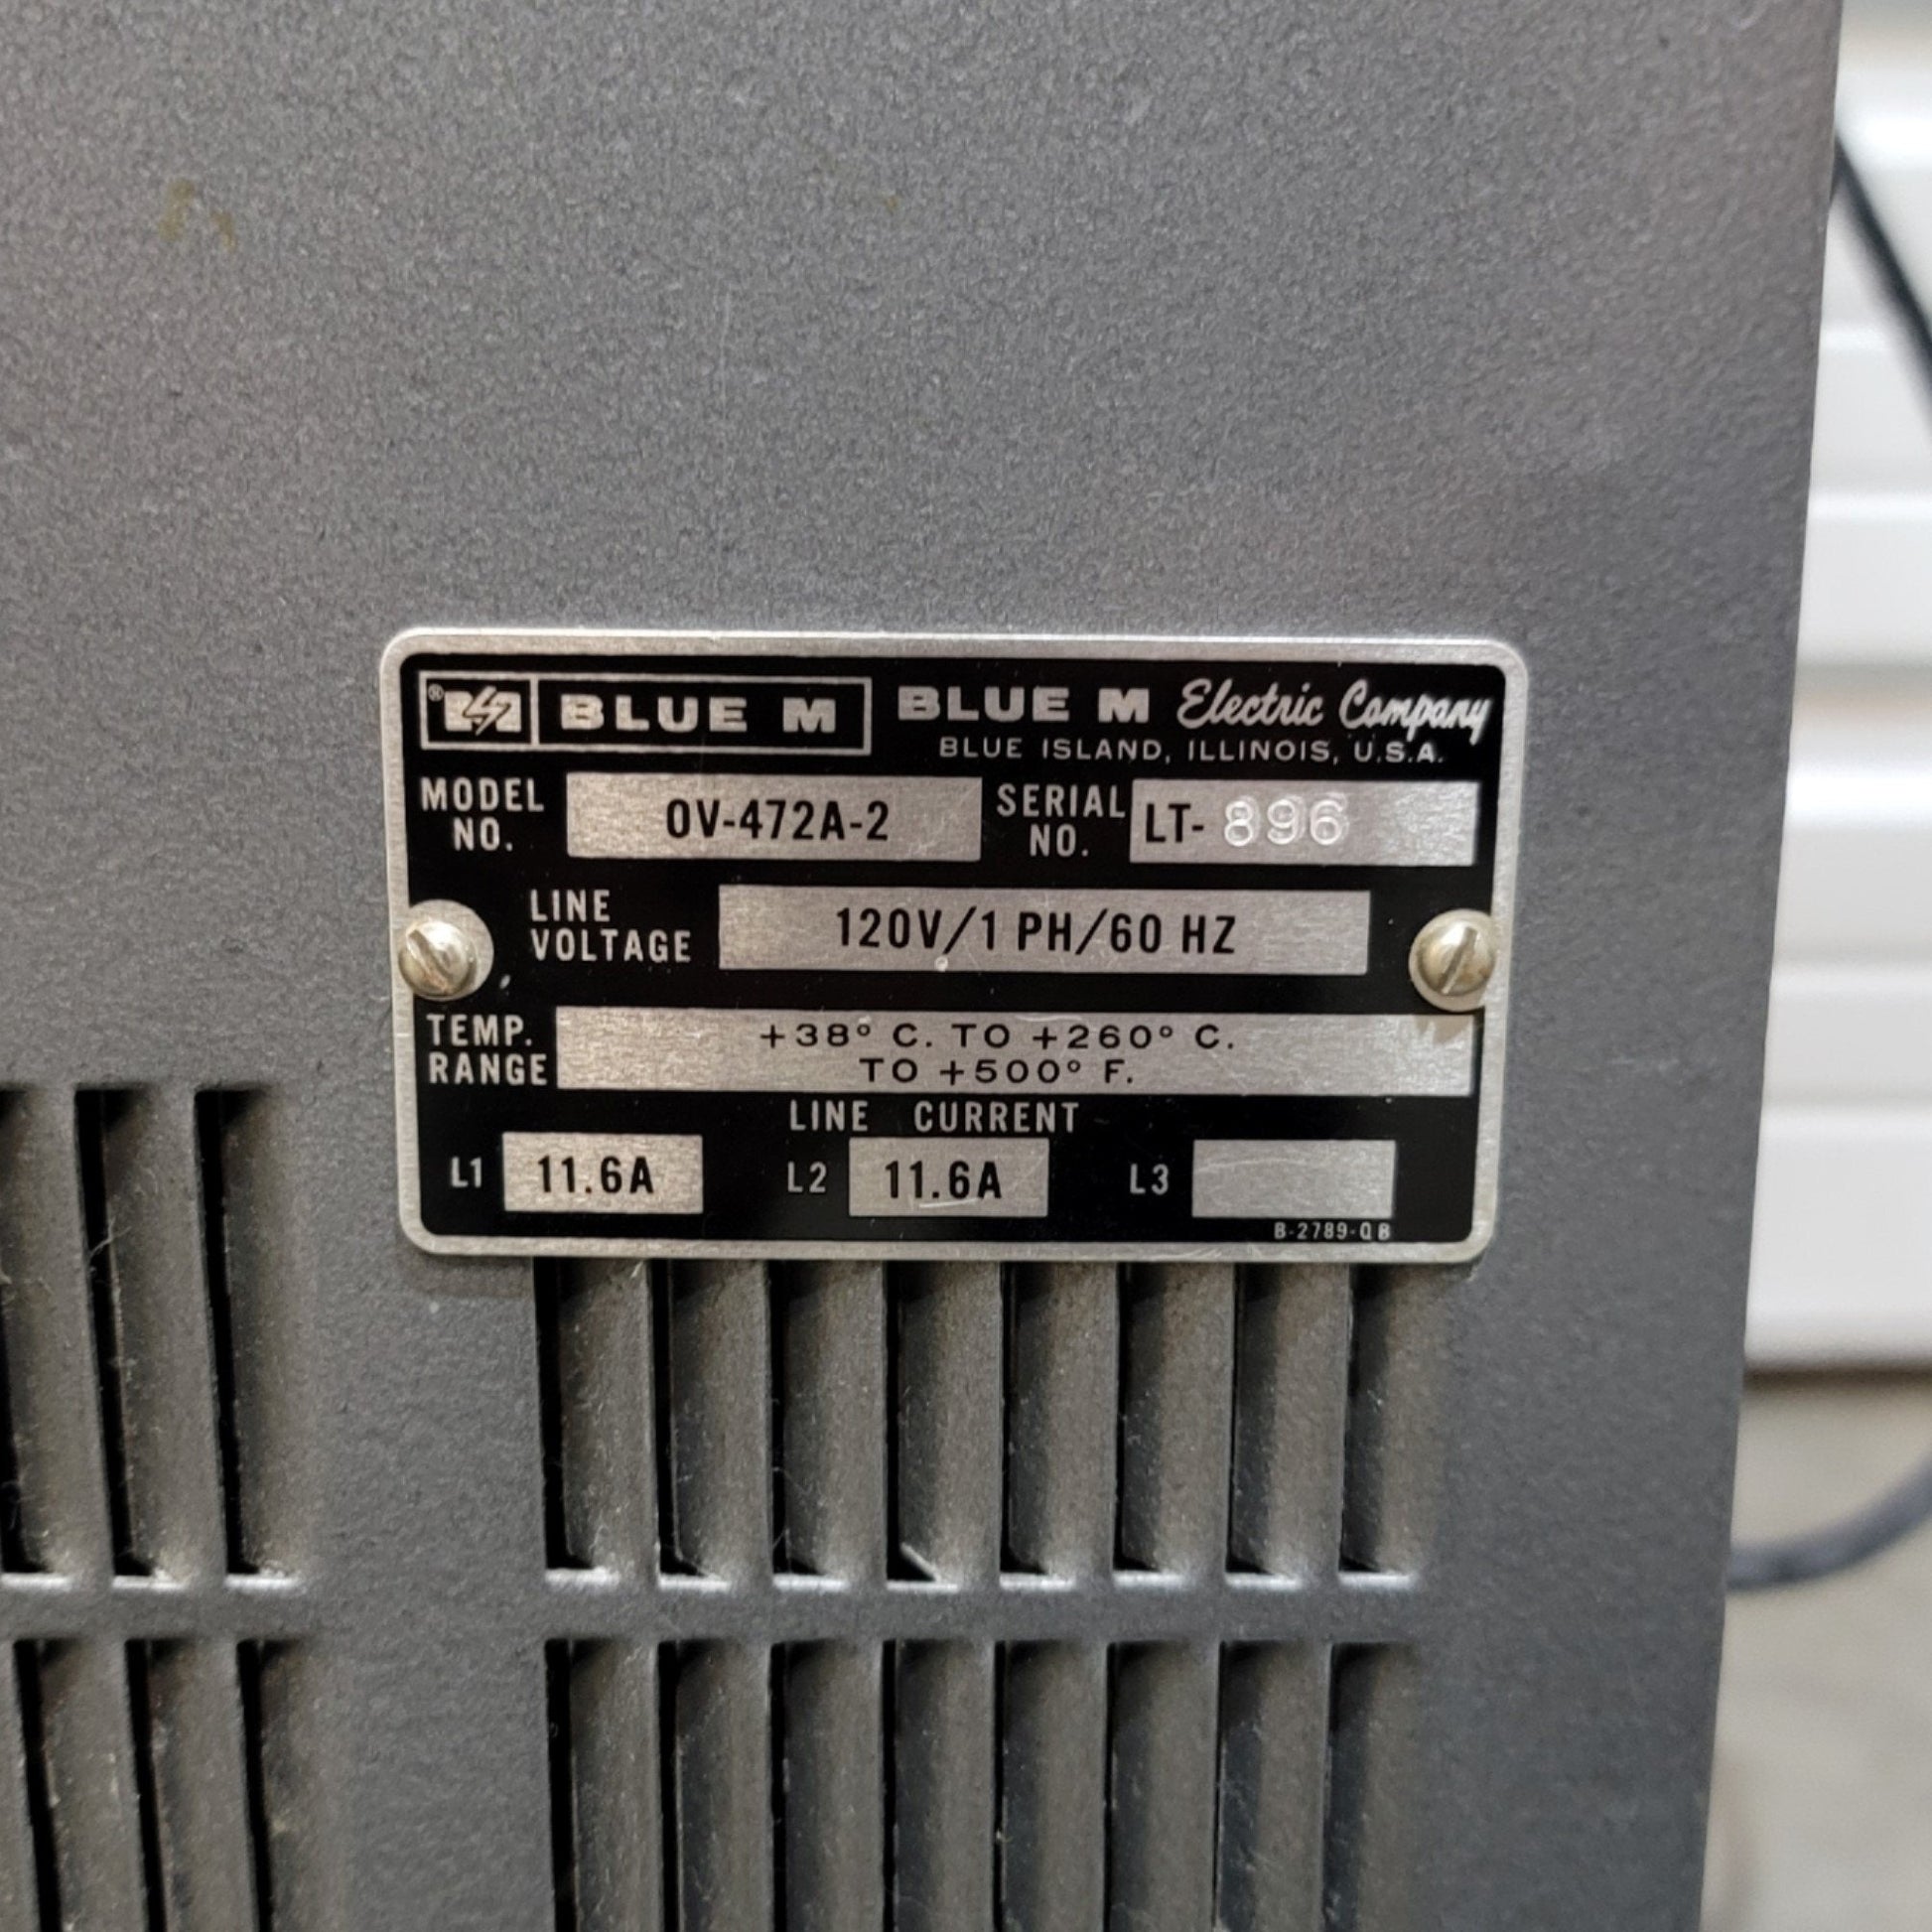 ® BLUE M BLUE M Electric Company
BLUE ISLAND, ILLINOIS, U.S.A.
MODEL NO. OV-472A-2 SERIAL NO. LT- 896
LINE VOLTAGE 120V/1 PH/60 HZ
TEMP. RANGE +38° C. TO +260° C.
TO +500° F.
LINE CURRENT
L1 11.6A L2 11.6A L3
B-2789-QB